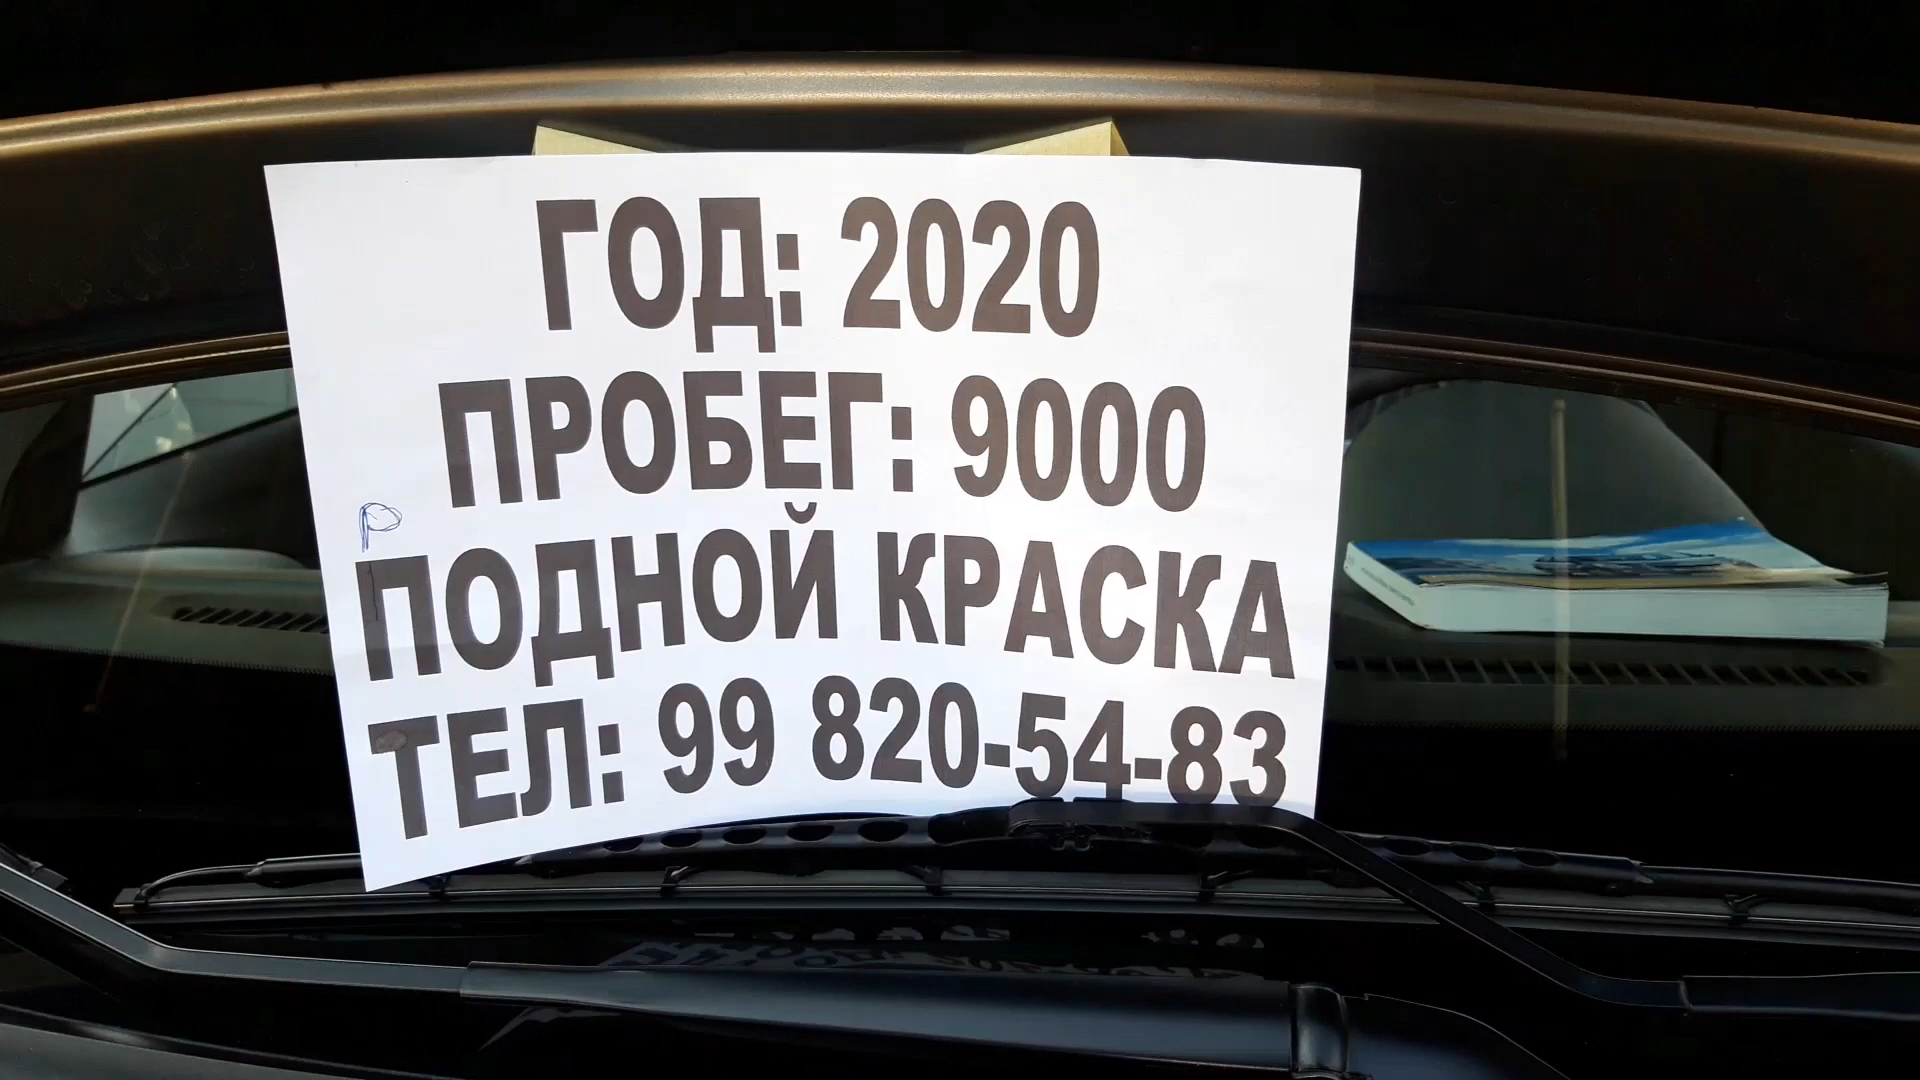 ГОД: 2020
ПРОБЕГ: 9000
Р
ПОДНОЙ КРАСКА
ТЕЛ: 99 820-54-83